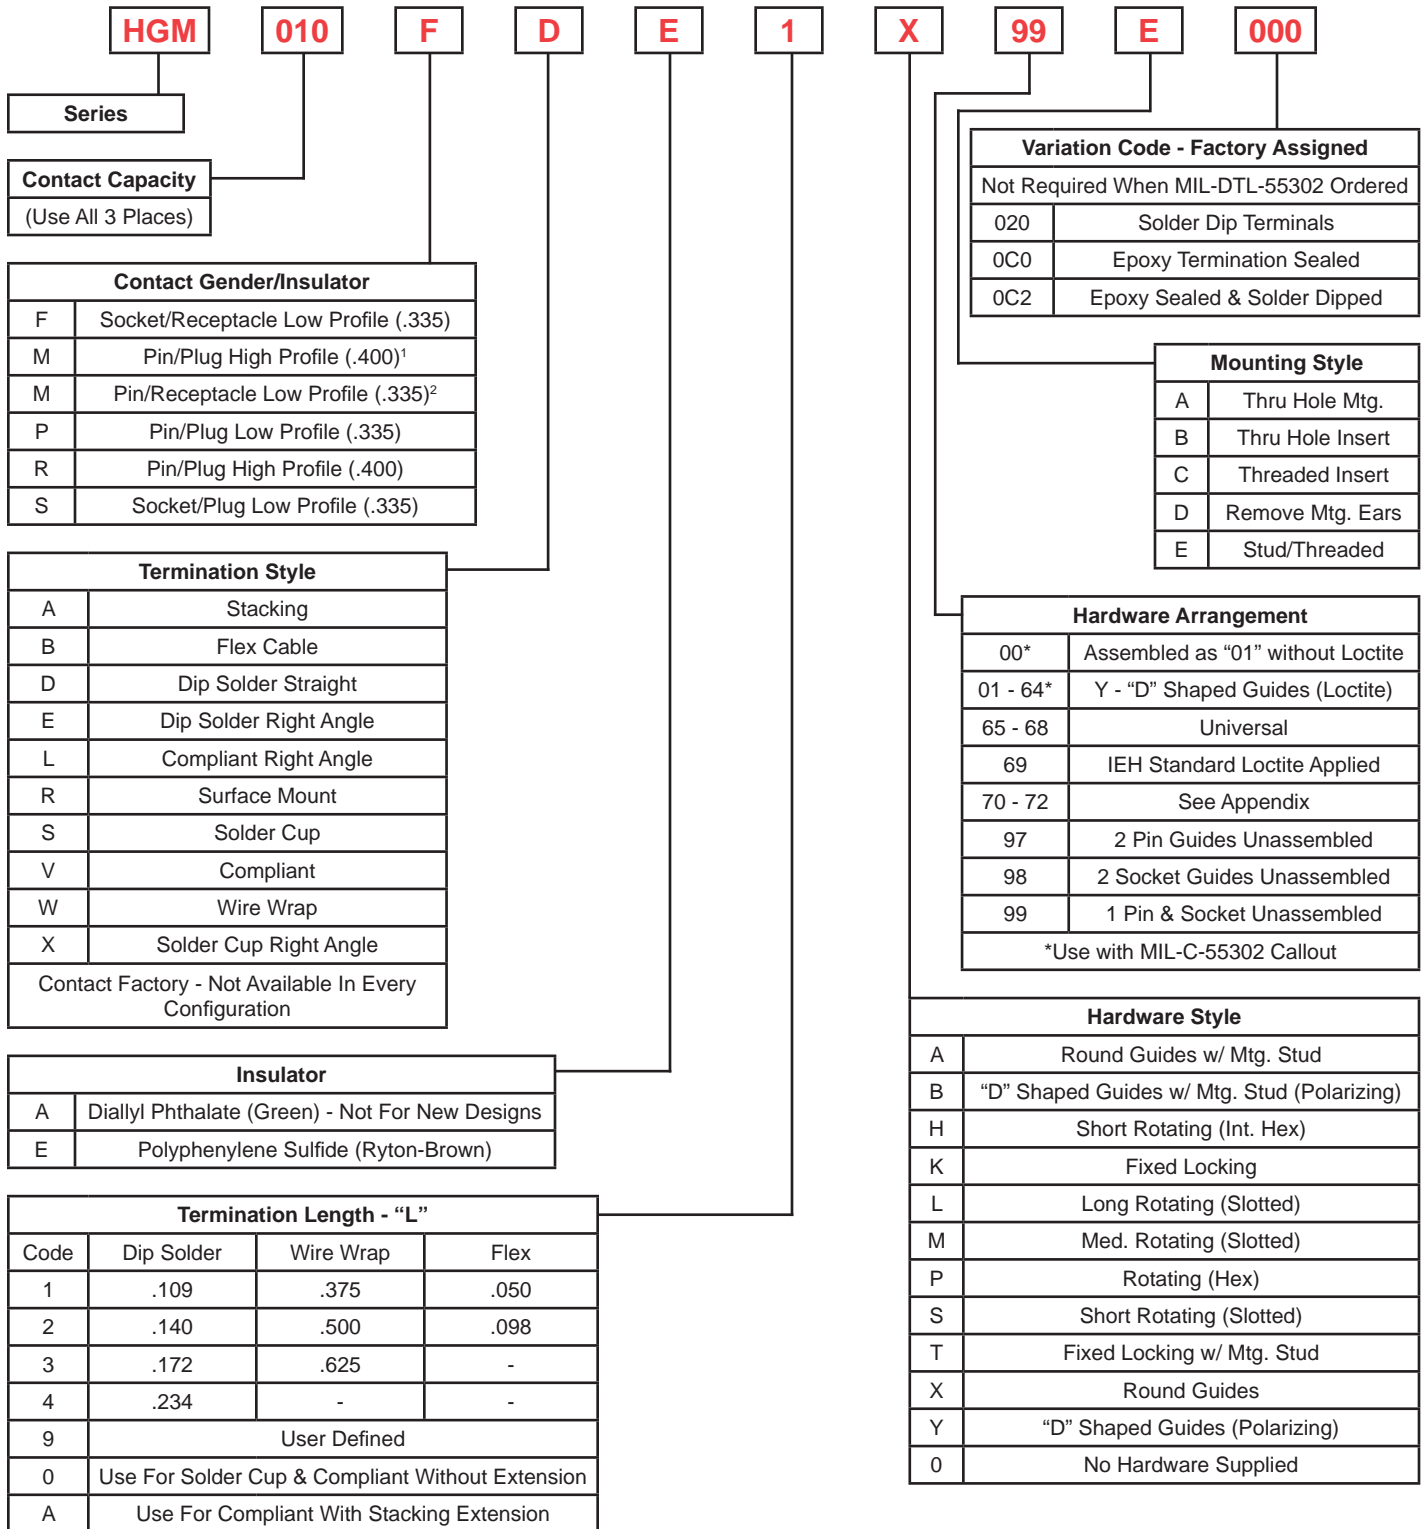 HGM 010 F D E 1 X 99 E 000
Series
Contact Capacity
(Use All 3 Places)
Contact Gender/Insulator
F Socket/Receptacle Low Profile (.335)
M Pin/Plug High Profile (.400)¹
M Pin/Receptacle Low Profile (.335)²
P Pin/Plug Low Profile (.335)
R Pin/Plug High Profile (.400)
S Socket/Plug Low Profile (.335)
Termination Style
A Stacking
B Flex Cable
D Dip Solder Straight
E Dip Solder Right Angle
L Compliant Right Angle
R Surface Mount
S Solder Cup
V Compliant
W Wire Wrap
X Solder Cup Right Angle
Contact Factory - Not Available In Every
Configuration
Insulator
A Diallyl Phthalate (Green) - Not For New Designs
E Polyphenylene Sulfide (Ryton-Brown)
Termination Length - “L”
Code Dip Solder Wire Wrap Flex
1 .109 .375 .050
2 .140 .500 .098
3 .172 .625 -
4 .234 - -
9 User Defined
0 Use For Solder Cup & Compliant Without Extension
A Use For Compliant With Stacking Extension
Variation Code - Factory Assigned
Not Required When MIL-DTL-55302 Ordered
020 Solder Dip Terminals
0C0 Epoxy Termination Sealed
0C2 Epoxy Sealed & Solder Dipped
Mounting Style
A Thru Hole Mtg.
B Thru Hole Insert
C Threaded Insert
D Remove Mtg. Ears
E Stud/Threaded
Hardware Arrangement
00* Assembled as “01” without Loctite
01 - 64* Y - “D” Shaped Guides (Loctite)
65 - 68 Universal
69 IEH Standard Loctite Applied
70 - 72 See Appendix
97 2 Pin Guides Unassembled
98 2 Socket Guides Unassembled
99 1 Pin & Socket Unassembled
*Use with MIL-C-55302 Callout
Hardware Style
A Round Guides w/ Mtg. Stud
B “D” Shaped Guides w/ Mtg. Stud (Polarizing)
H Short Rotating (Int. Hex)
K Fixed Locking
L Long Rotating (Slotted)
M Med. Rotating (Slotted)
P Rotating (Hex)
S Short Rotating (Slotted)
T Fixed Locking w/ Mtg. Stud
X Round Guides
Y “D” Shaped Guides (Polarizing)
0 No Hardware Supplied